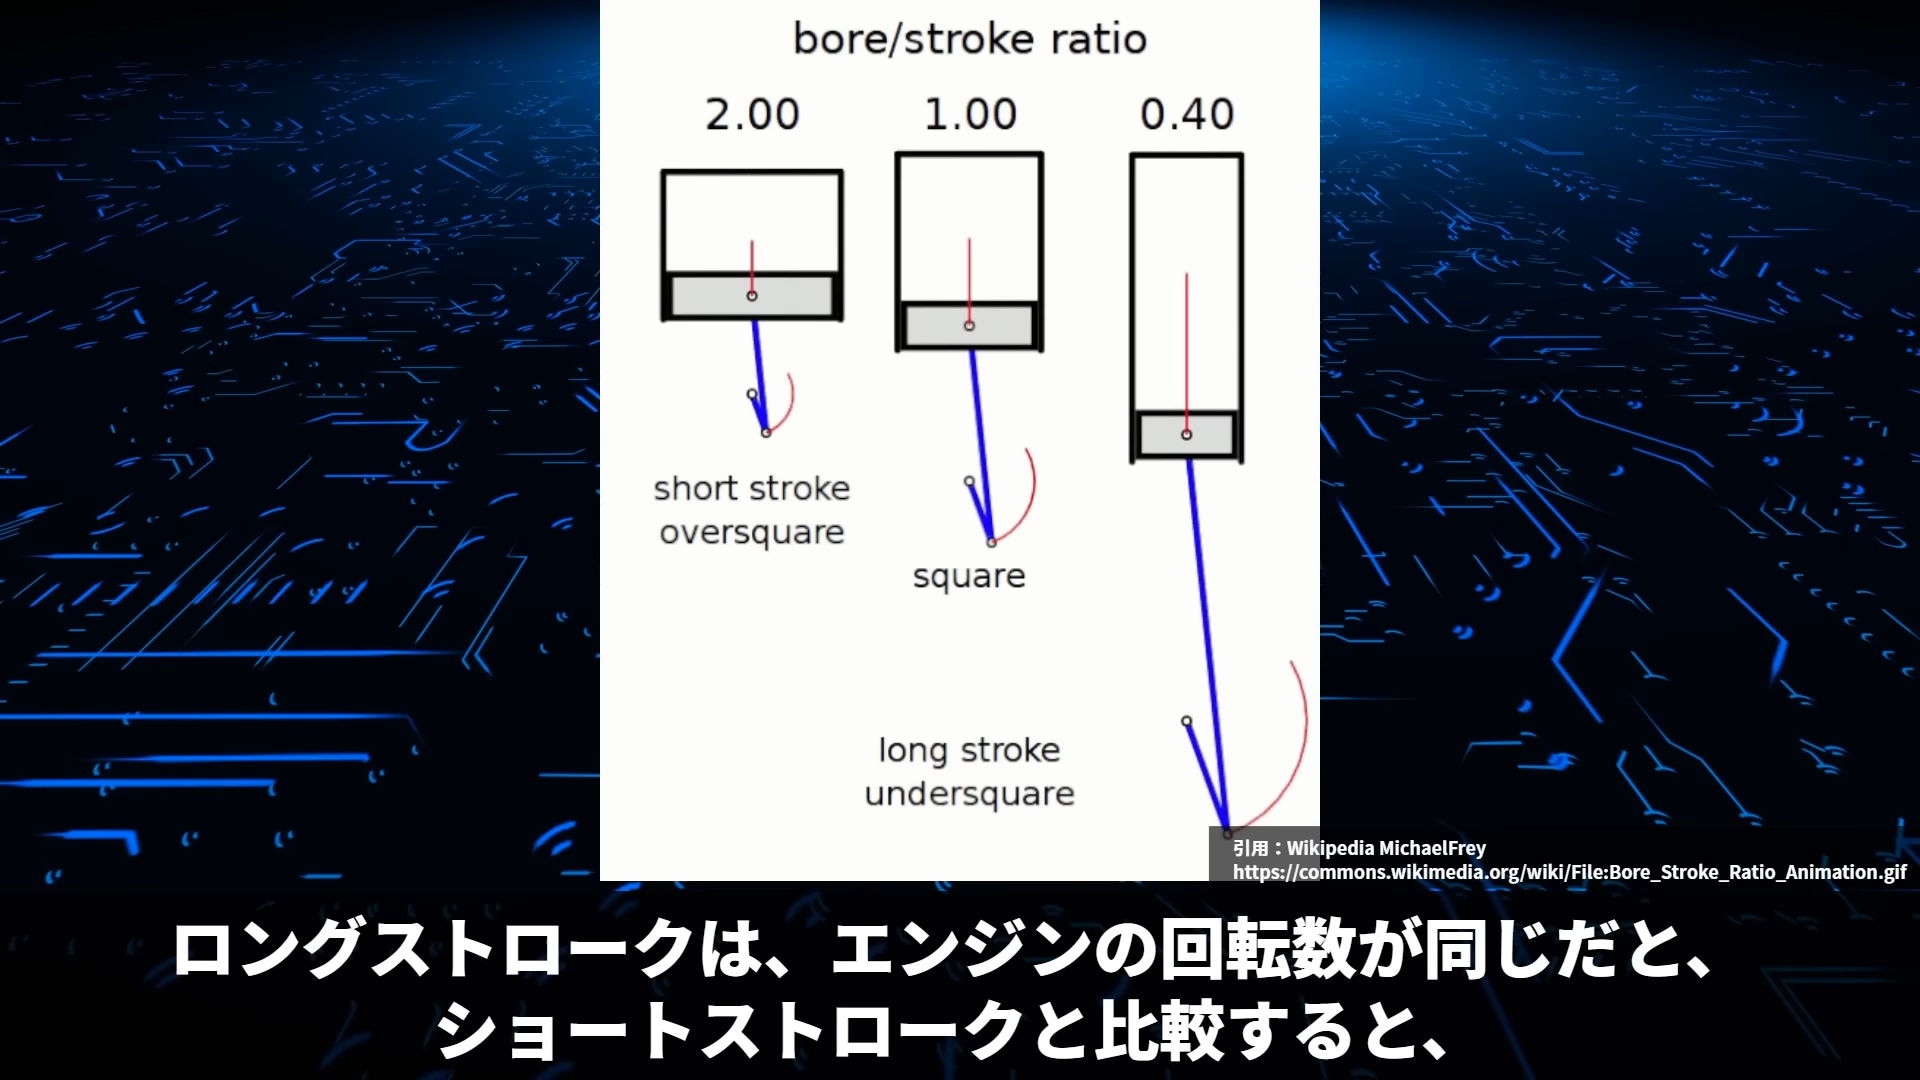 bore/stroke ratio
2.00
1.00
0.40
short stroke
oversquare
square
long stroke
undersquare
引用：Wikipedia MichaelFrey
https://commons.wikimedia.org/wiki/File:Bore_Stroke_Ratio_Animation.gif
ロングストロークは、エンジンの回転数が同じだと、
ショートストロークと比較すると、